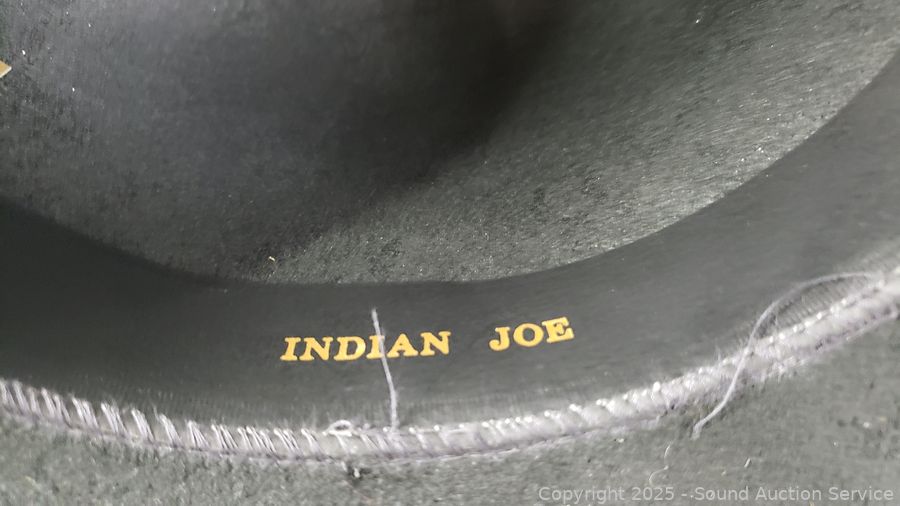 INDIAN JOE
Copyright 2025 - Sound Auction Service